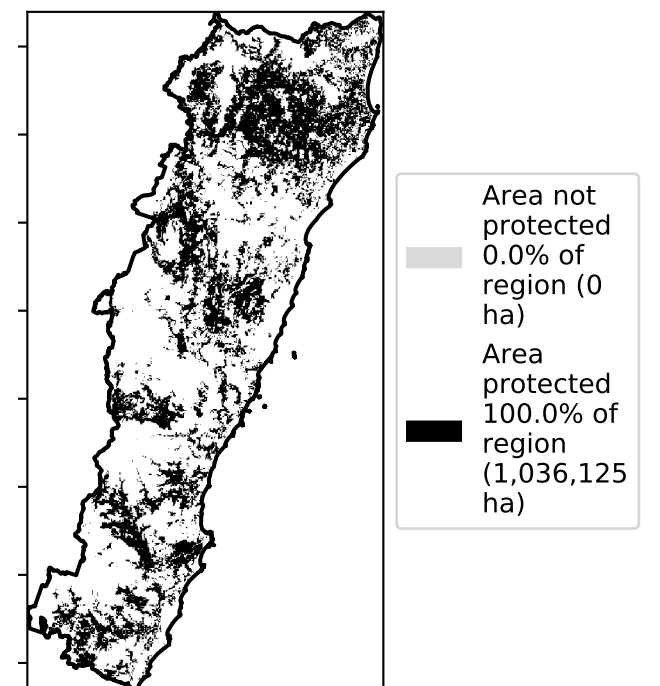 Area not
protected
0.0% of
region (0
ha)
Area
protected
100.0% of
region
(1,036,125
ha)